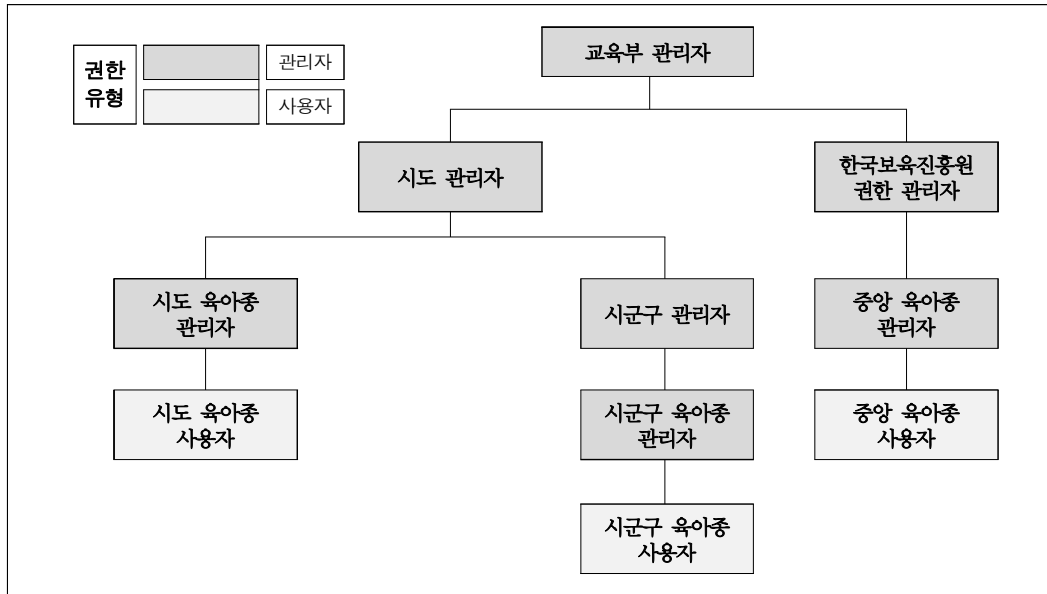 권한
유형
관리자
사용자
교육부 관리자
시도 관리자
한국보육진흥원
권한 관리자
시도 육아종
관리자
시군구 관리자
중앙 육아종
관리자
시도 육아종
사용자
시군구 육아종
관리자
중앙 육아종
사용자
시군구 육아종
사용자